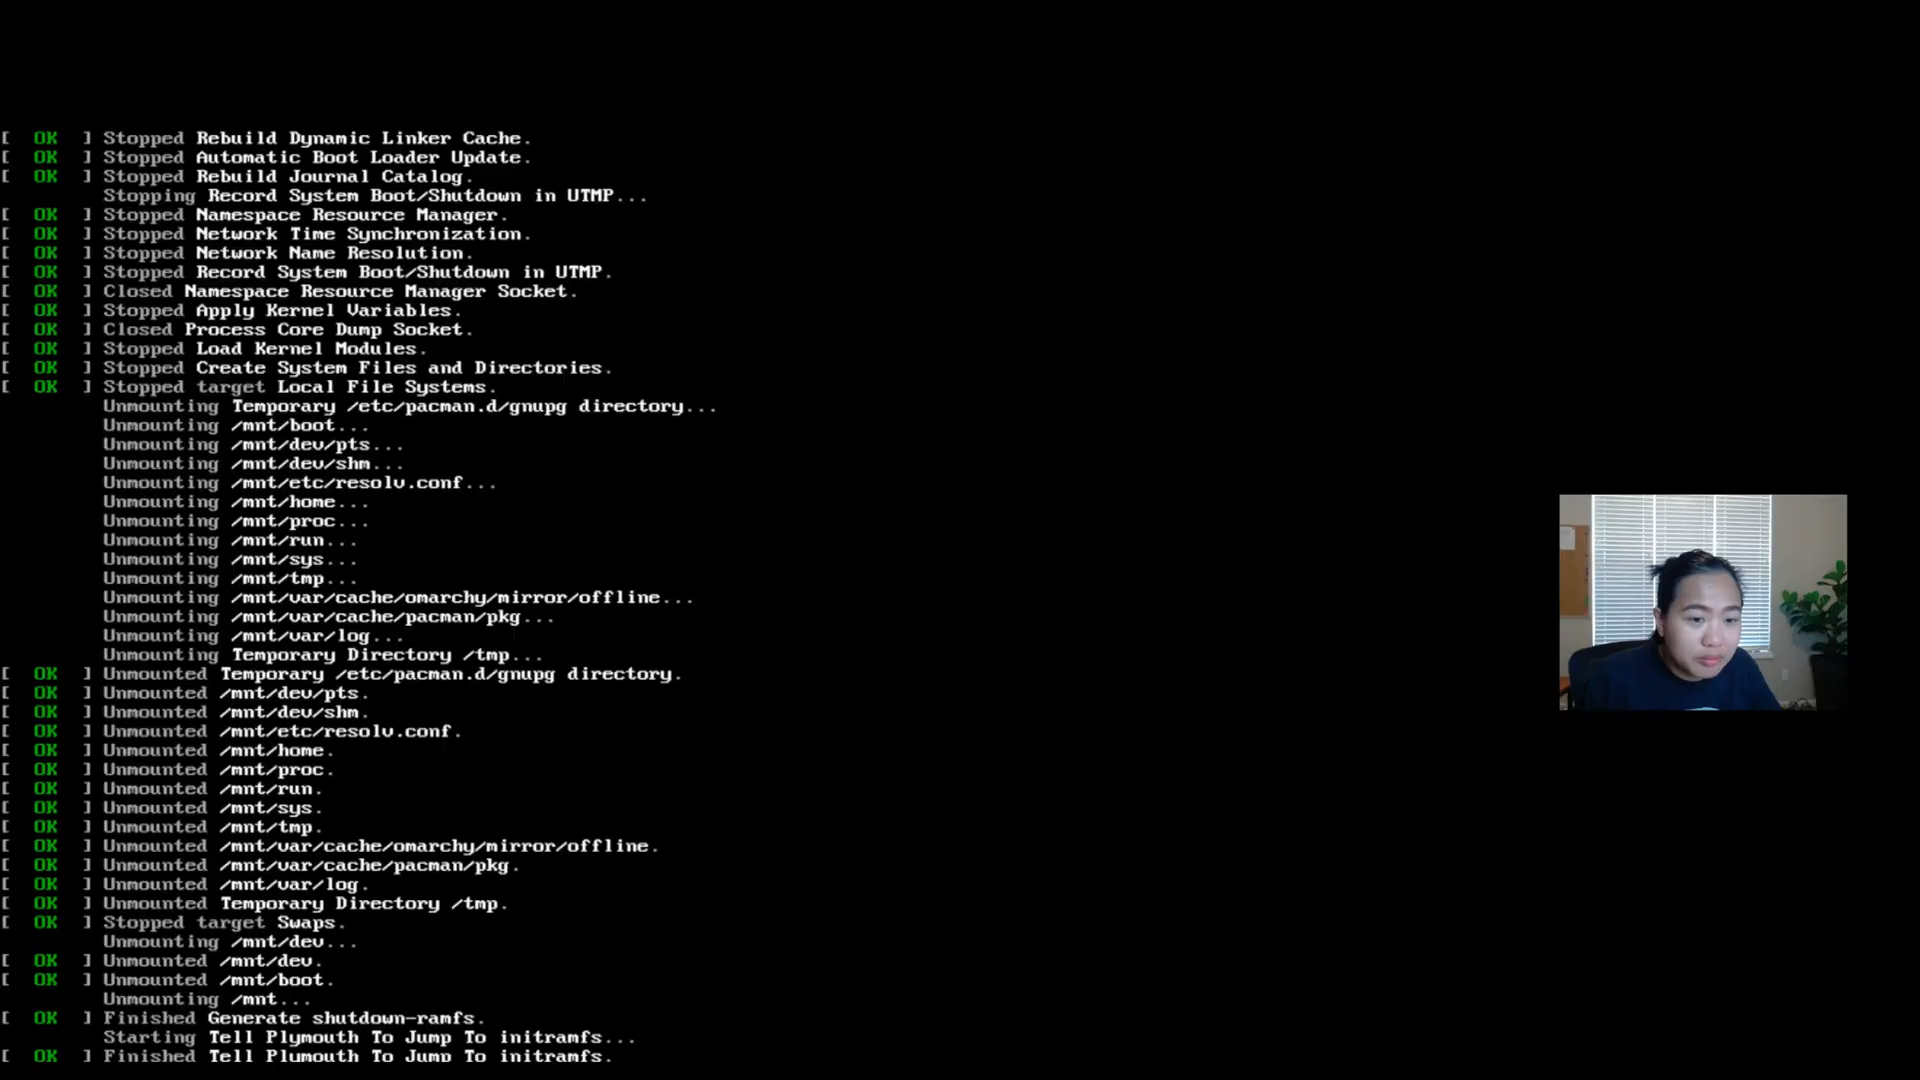 [  OK  ] Stopped Rebuild Dynamic Linker Cache.
[  OK  ] Stopped Automatic Boot Loader Update.
[  OK  ] Stopped Rebuild Journal Catalog.
Stopping Record System Boot/Shutdown in UTMP...
[  OK  ] Stopped Namespace Resource Manager.
[  OK  ] Stopped Network Time Synchronization.
[  OK  ] Stopped Network Name Resolution.
[  OK  ] Stopped Record System Boot/Shutdown in UTMP.
[  OK  ] Closed Namespace Resource Manager Socket.
[  OK  ] Stopped Apply Kernel Variables.
[  OK  ] Closed Process Core Dump Socket.
[  OK  ] Stopped Load Kernel Modules.
[  OK  ] Stopped Create System Files and Directories.
[  OK  ] Stopped target Local File Systems.
Unmounting Temporary /etc/pacman.d/gnupg directory...
Unmounting /mnt/boot...
Unmounting /mnt/dev/pts...
Unmounting /mnt/dev/shm...
Unmounting /mnt/etc/resolv.conf...
Unmounting /mnt/home...
Unmounting /mnt/proc...
Unmounting /mnt/run...
Unmounting /mnt/sys...
Unmounting /mnt/tmp...
Unmounting /mnt/var/cache/omarchy/mirror/offline...
Unmounting /mnt/var/cache/pacman/pkg...
Unmounting /mnt/var/log...
Unmounting Temporary Directory /tmp...
[  OK  ] Unmounted Temporary /etc/pacman.d/gnupg directory.
[  OK  ] Unmounted /mnt/dev/pts.
[  OK  ] Unmounted /mnt/dev/shm.
[  OK  ] Unmounted /mnt/etc/resolv.conf.
[  OK  ] Unmounted /mnt/home.
[  OK  ] Unmounted /mnt/proc.
[  OK  ] Unmounted /mnt/run.
[  OK  ] Unmounted /mnt/sys.
[  OK  ] Unmounted /mnt/tmp.
[  OK  ] Unmounted /mnt/var/cache/omarchy/mirror/offline.
[  OK  ] Unmounted /mnt/var/cache/pacman/pkg.
[  OK  ] Unmounted /mnt/var/log.
[  OK  ] Unmounted Temporary Directory /tmp.
[  OK  ] Stopped target Swaps.
Unmounting /mnt/dev...
[  OK  ] Unmounted /mnt/dev.
[  OK  ] Unmounted /mnt/boot.
Unmounting /mnt...
[  OK  ] Finished Generate shutdown-ramfs.
Starting Tell Plymouth To Jump To initramfs...
[  OK  ] Finished Tell Plymouth To Jump To initramfs.